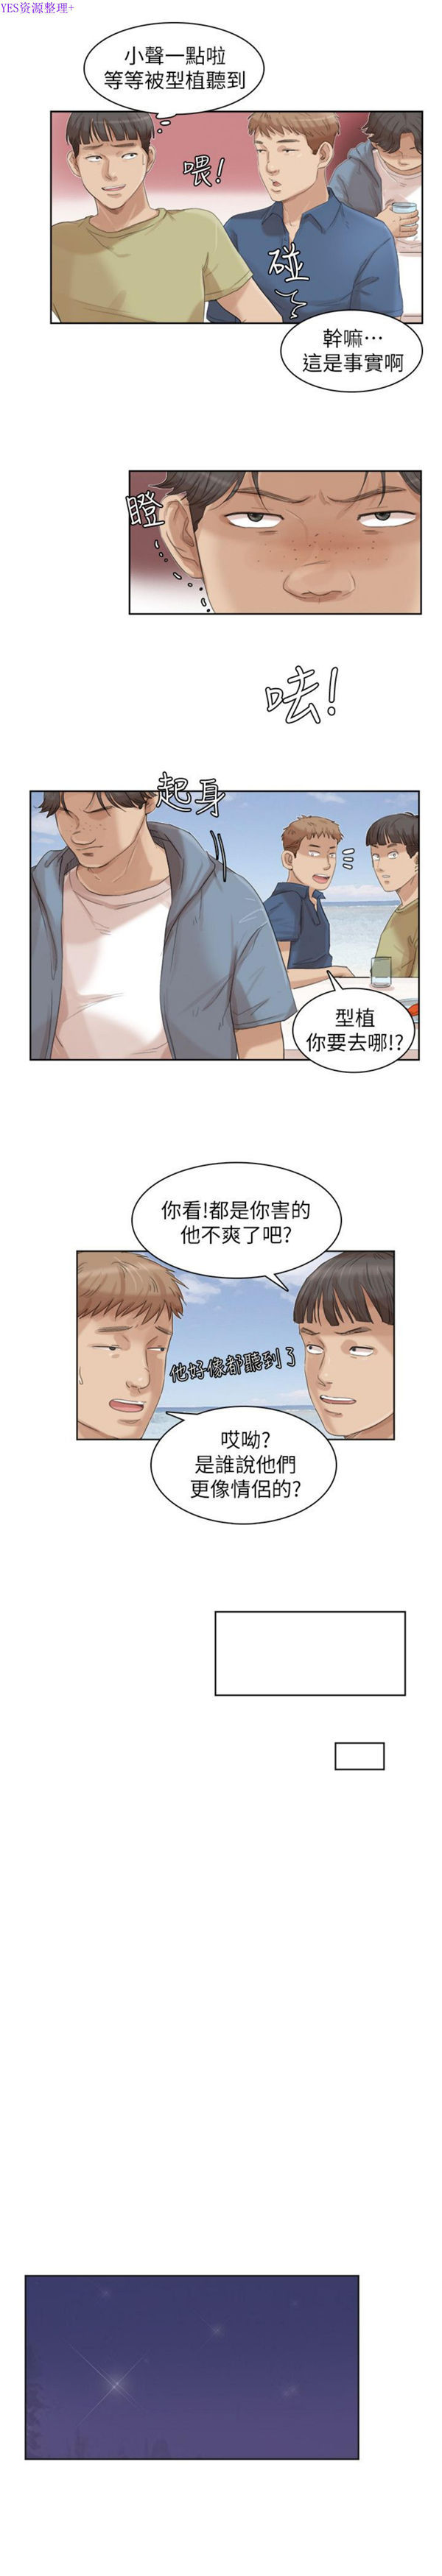 YES资源整理+
小聲一點啦
等等被型植聽到
喂!
碰
幹嘛…
這是事實啊
瞪
呿!
起身
型植
你要去哪!?
你看!都是你害的
他不爽了吧?
他好像都聽到了
哎呦?
是誰說他們
更像情侶的?